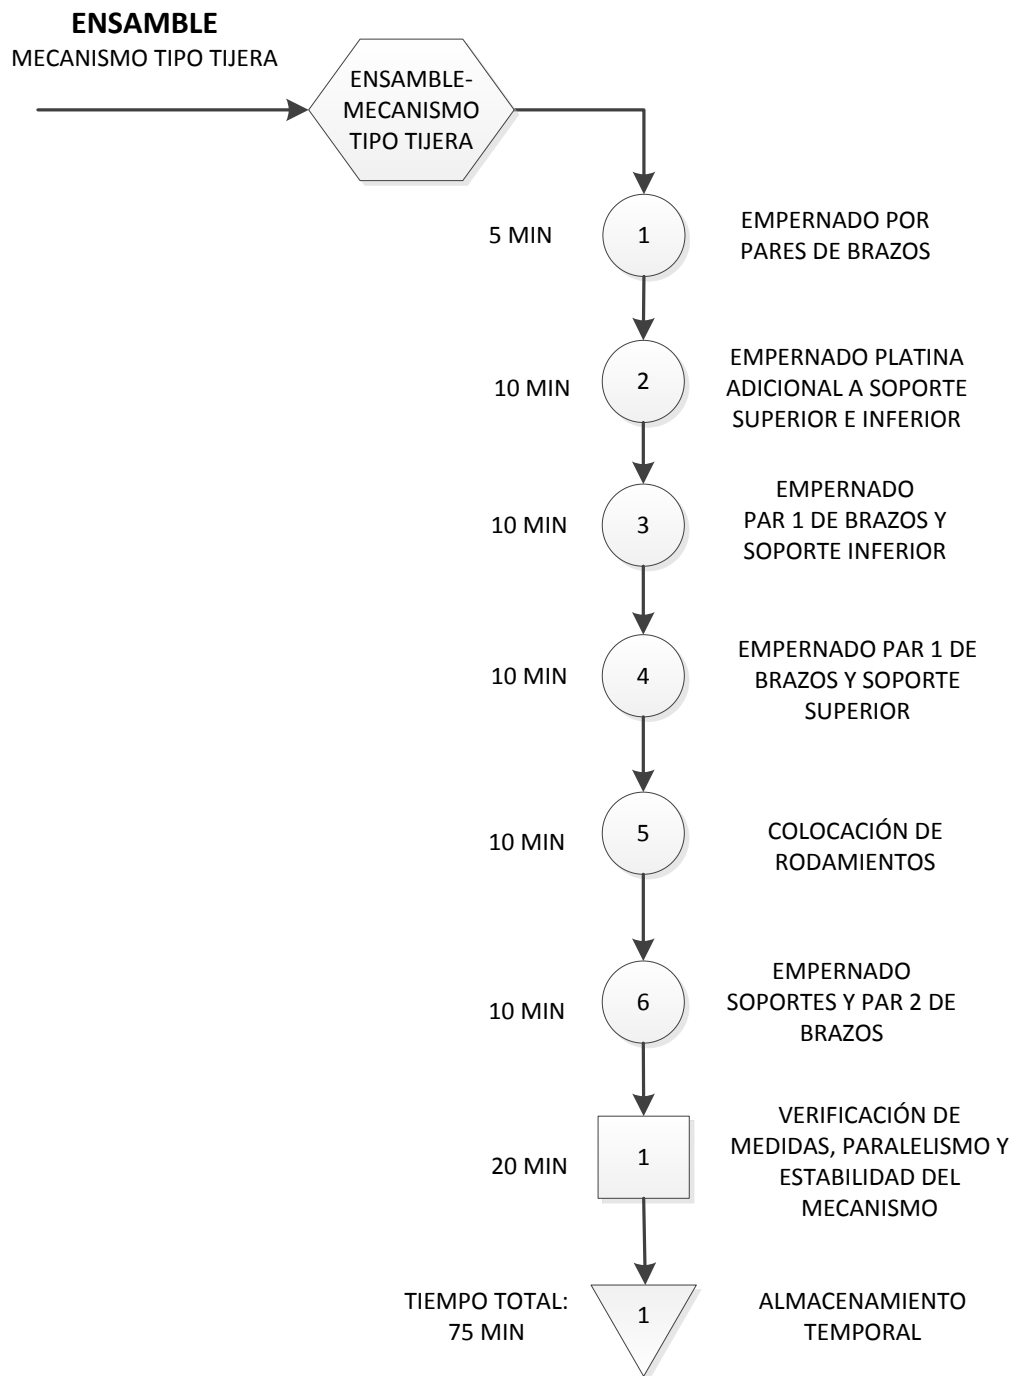 ENSAMBLE
MECANISMO TIPO TIJERA
ENSAMBLE-
MECANISMO
TIPO TIJERA
5 MIN
1
EMPERNADO POR
PARES DE BRAZOS
10 MIN
2
EMPERNADO PLATINA
ADICIONAL A SOPORTE
SUPERIOR E INFERIOR
10 MIN
3
EMPERNADO
PAR 1 DE BRAZOS Y
SOPORTE INFERIOR
10 MIN
4
EMPERNADO PAR 1 DE
BRAZOS Y SOPORTE
SUPERIOR
10 MIN
5
COLOCACIÓN DE
RODAMIENTOS
10 MIN
6
EMPERNADO
SOPORTES Y PAR 2 DE
BRAZOS
20 MIN
1
VERIFICACIÓN DE
MEDIDAS, PARALELISMO Y
ESTABILIDAD DEL
MECANISMO
TIEMPO TOTAL:
75 MIN
1
ALMACENAMIENTO
TEMPORAL